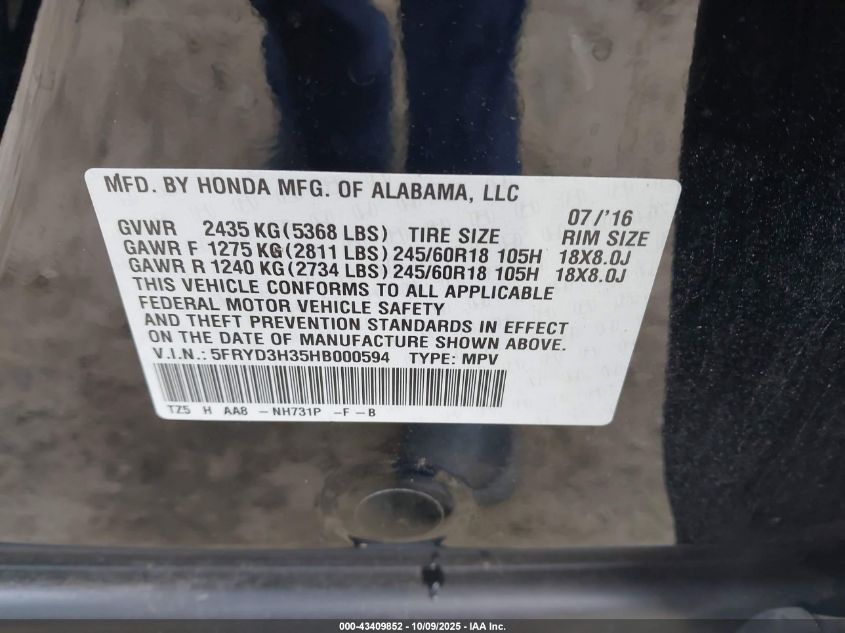 MFD. BY HONDA MFG. OF ALABAMA, LLC
07/'16
GVWR 2435 KG(5368 LBS) TIRE SIZE RIM SIZE
GAWR F 1275 KG(2811 LBS)245/60R18 105H 18X8.0J
GAWR R 1240 KG(2734 LBS)245/60R18 105H 18X8.0J
THIS VEHICLE CONFORMS TO ALL APPLICABLE
FEDERAL MOTOR VEHICLE SAFETY
AND THEFT PREVENTION STANDARDS IN EFFECT
ON THE DATE OF MANUFACTURE SHOWN ABOVE.
V.I.N.: 5FRYD3H35HB000594 TYPE: MPV
TZ5 H AA8 -NH731P -F-B
000-43409852 - 10/09/2025 - IAA Inc.